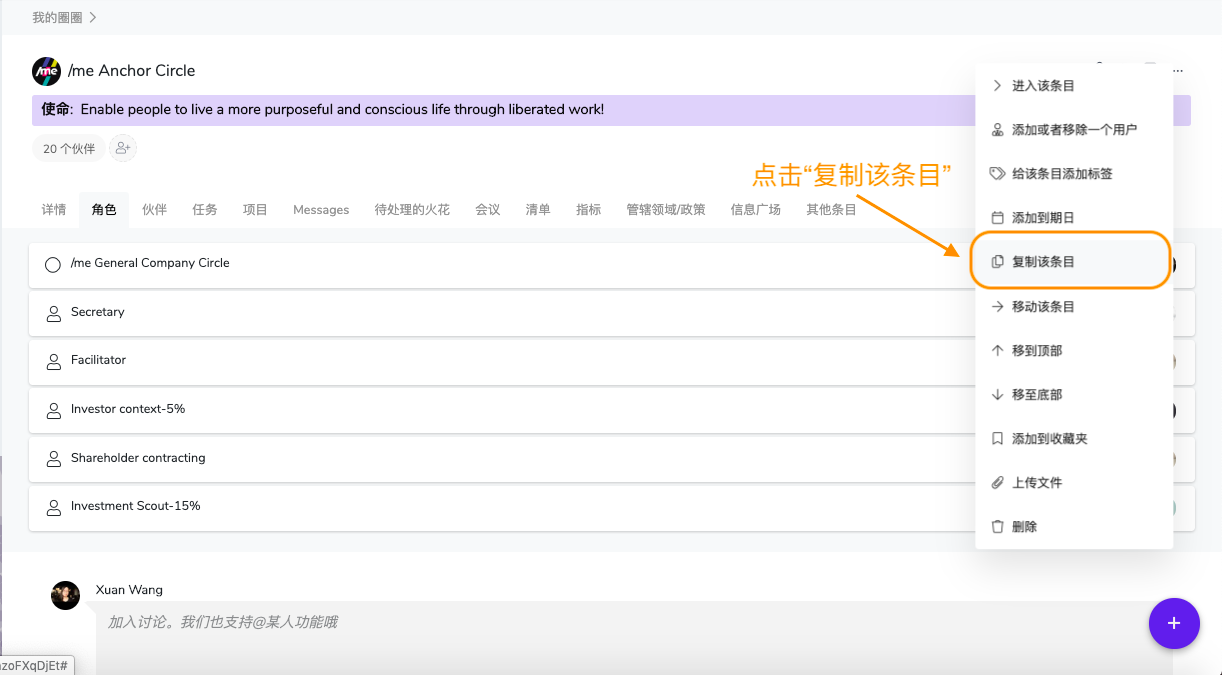 我的圈圈
/me
/me Anchor Circle
使命: Enable people to live a more purposeful and conscious life through liberated work!
20 个伙伴
点击“复制该条目”
详情 角色 伙伴 任务 项目 Messages 待处理的火花 会议 清单 指标 管辖领域/政策 信息广场 其他条目
/me General Company Circle
Secretary
Facilitator
Investor context-5%
Shareholder contracting
Investment Scout-15%
进入该条目
添加或者移除一个用户
给该条目添加标签
添加到期日
复制该条目
移动该条目
移到顶部
移至底部
添加到收藏夹
上传文件
删除
Xuan Wang
加入讨论。我们也支持@某人功能哦
zoFXqDjEt#